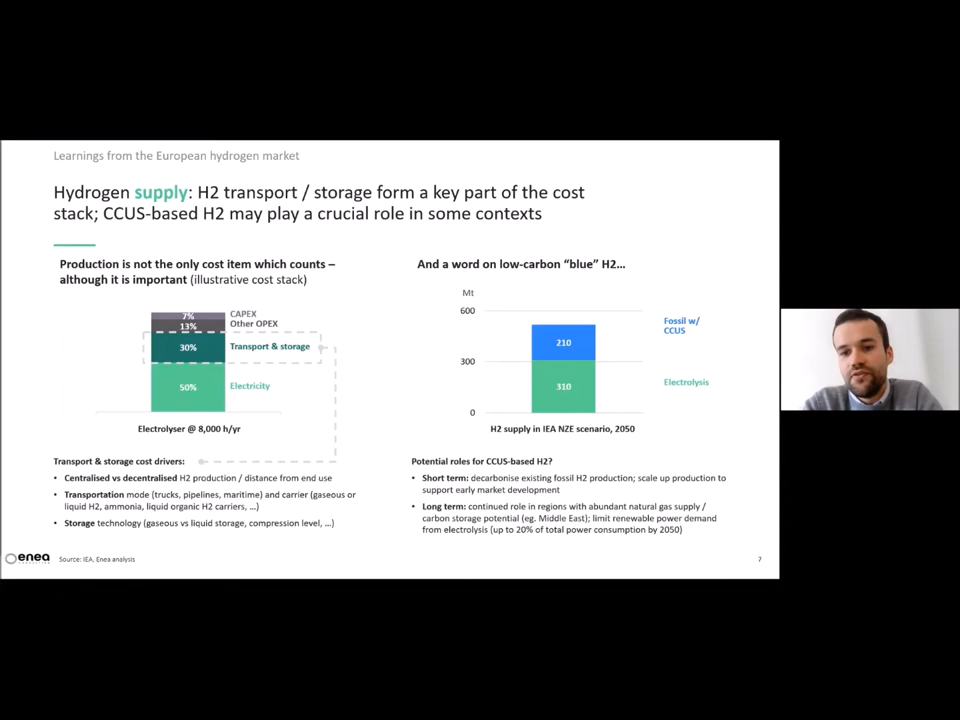 Learnings from the European hydrogen market
Hydrogen supply: H2 transport / storage form a key part of the cost
stack; CCUS-based H2 may play a crucial role in some contexts
Production is not the only cost item which counts –
although it is important (illustrative cost stack)
7%
CAPEX
13%
Other OPEX
30%
Transport & storage
50%
Electricity
Electrolyser @ 8,000 h/yr
Transport & storage cost drivers:
• Centralised vs decentralised H2 production / distance from end use
• Transportation mode (trucks, pipelines, maritime) and carrier (gaseous or
liquid H2, ammonia, liquid organic H2 carriers, …)
• Storage technology (gaseous vs liquid storage, compression level, …)
And a word on low-carbon “blue” H2…
Mt
600
300
0
210
310
Fossil w/
CCUS
Electrolysis
H2 supply in IEA NZE scenario, 2050
Potential roles for CCUS-based H2?
• Short term: decarbonise existing fossil H2 production; scale up production to
support early market development
• Long term: continued role in regions with abundant natural gas supply /
carbon storage potential (eg. Middle East); limit renewable power demand
from electrolysis (up to 20% of total power consumption by 2050)
enea
Source: IEA, Enea analysis
7